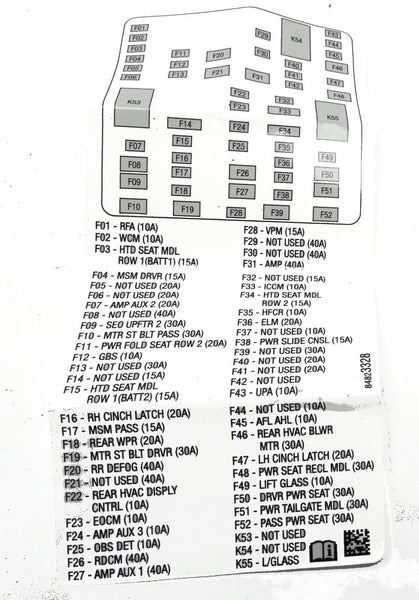 F01
F02
F03
F04
F05
F06
F11
F12
F13
F20
F21
F29
F30
F31
K54
F43
F44
F45
F46
F40
F41
F42
F47
F48
K53
K55
F22
F23
F32
F33
F14
F24
F34
F07
F15
F25
F35
F08
F16
F36
F49
F09
F17
F26
F37
F50
F18
F27
F38
F10
F19
F28
F39
F51
F52
F01 - RFA (10A)
F02 - WCM (10A)
F03 - HTD SEAT MDL
ROW 1(BATT1) (15A)
F04 - MSM DRVR (15A)
F05 - NOT USED (20A)
F06 - NOT USED (20A)
F07 - AMP AUX 2 (20A)
F08 - NOT USED (40A)
F09 - SEO UPFTR 2 (30A)
F10 - MTR ST BLT PASS (30A)
F11 - PWR FOLD SEAT ROW 2 (20A)
F12 - GBS (10A)
F13 - NOT USED (30A)
F14 - NOT USED (15A)
F15 - HTD SEAT MDL
ROW 1(BATT2) (15A)
F16 - RH CINCH LATCH (20A)
F17 - MSM PASS (15A)
F18 - REAR WPR (20A)
F19 - MTR ST BLT DRVR (30A)
F20 - RR DEFOG (40A)
F21 - NOT USED (40A)
F22 - REAR HVAC DISPLY
CNTRL (10A)
F23 - EOCM (10A)
F24 - AMP AUX 3 (10A)
F25 - OBS DET (10A)
F26 - RDCM (40A)
F27 - AMP AUX 1 (40A)
F28 - VPM (15A)
F29 - NOT USED (40A)
F30 - NOT USED (40A)
F31 - AMP (40A)
F32 - NOT USED (15A)
F33 - ICCM (10A)
F34 - HTD SEAT MDL
ROW 2 (15A)
F35 - HFCR (10A)
F36 - ELM (20A)
F37 - NOT USED (10A)
F38 - PWR SLIDE CNSL (15A)
F39 - NOT USED (30A)
F40 - NOT USED (20A)
F41 - NOT USED (20A)
F42 - NOT USED
F43 - UPA (10A)
F44 - NOT USED (10A)
F45 - AFL AHL (10A)
F46 - REAR HVAC BLWR
MTR (30A)
F47 - LH CINCH LATCH (20A)
F48 - PWR SEAT RECL MDL (30A)
F49 - LIFT GLASS (10A)
F50 - DRVR PWR SEAT (30A)
F51 - PWR TAILGATE MDL (30A)
F52 - PASS PWR SEAT (30A)
K53 - NOT USED
K54 - NOT USED
K55 - L/GLASS
84823328